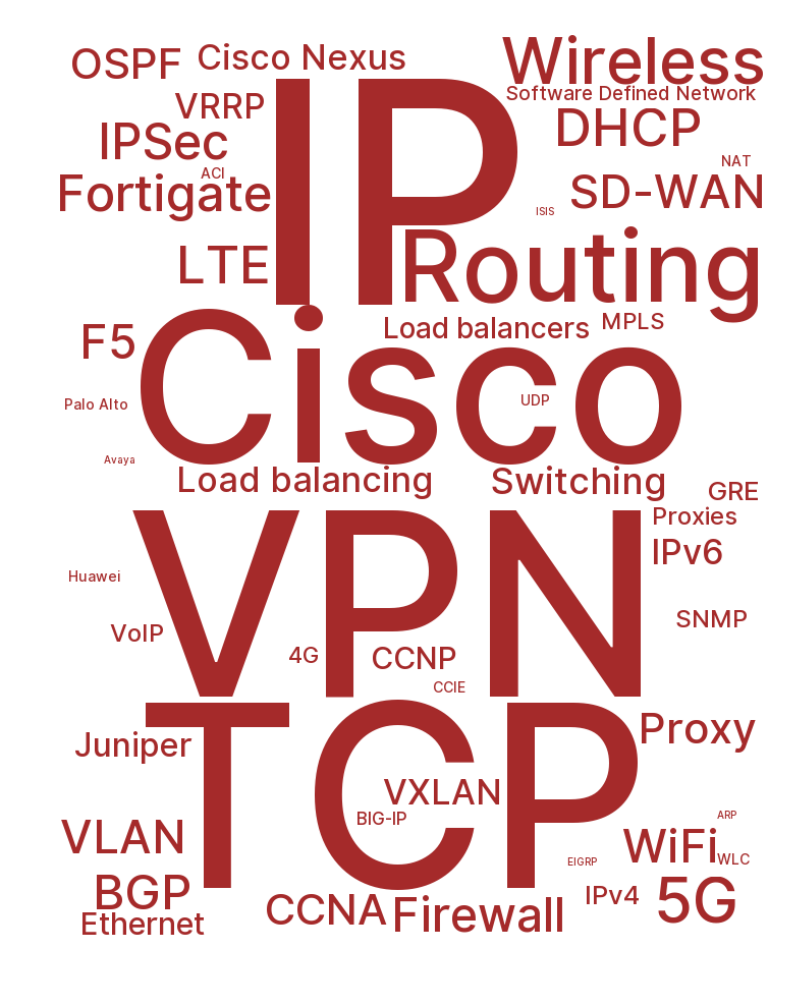 OSPF
Cisco Nexus
Wireless
Software Defined Network
IP
VRRP
DHCP
IPSec
NAT
ACI
Fortigate
SD-WAN
ISIS
LTE
Routing
Load balancers
MPLS
F5
Cisco
UDP
Palo Alto
Avaya
Load balancing
Switching
GRE
Proxies
VPN
IPv6
Huawei
SNMP
VoIP
4G
CCNP
CCIE
TCP
Proxy
Juniper
VXLAN
BIG-IP
ARP
VLAN
WiFi
WLC
EIGRP
BGP
IPv4
5G
CCNA
Firewall
Ethernet